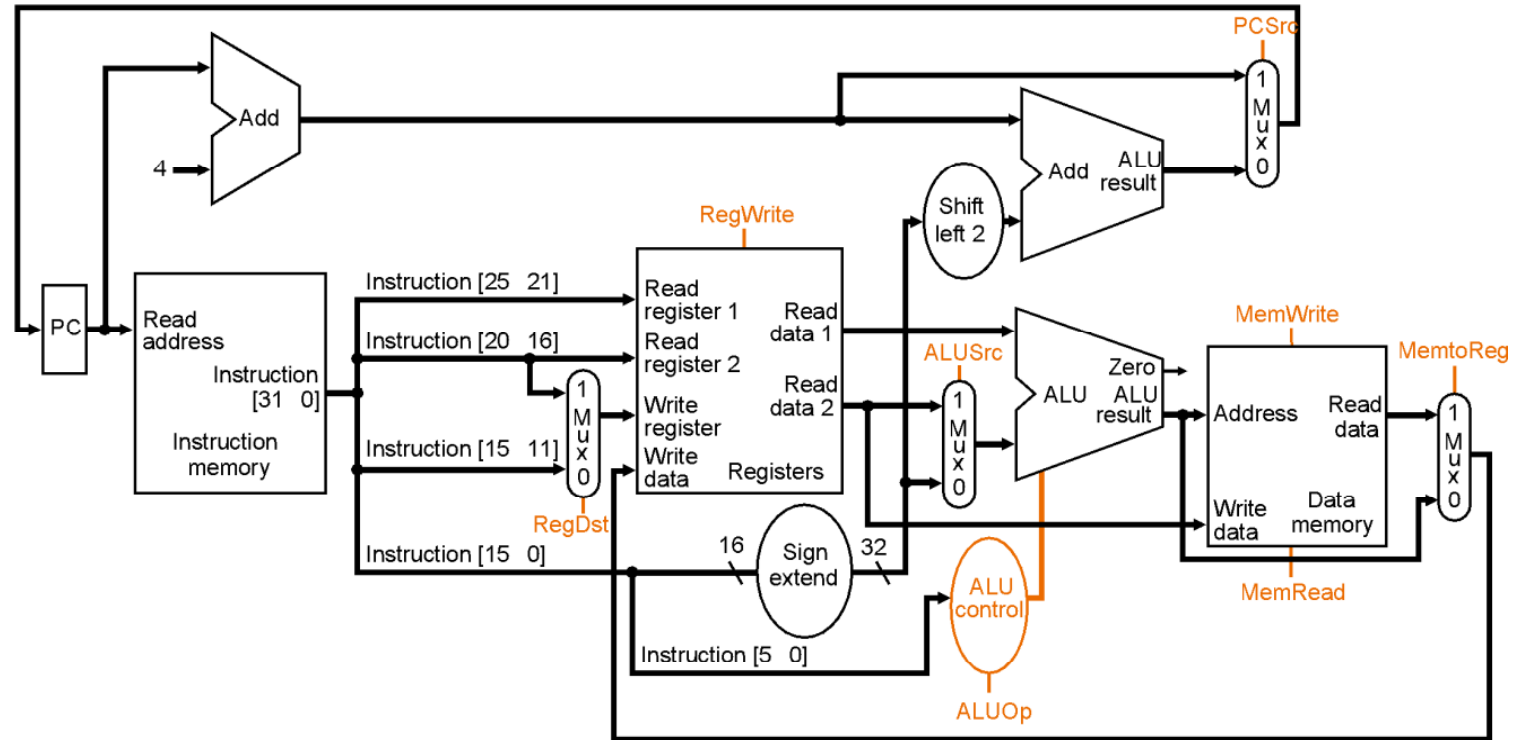 PCSrc
1
M
u
x
0
Add
4
Add
ALU
result
Shift
left 2
RegWrite
PC
Read
address
Instruction
[31 0]
Instruction
memory
Instruction [25 21]
Instruction [20 16]
Instruction [15 11]
Instruction [15 0]
1
M
u
x
0
RegDst
Read
register 1
Read
register 2
Write
register
Write
data
Read
data 1
Read
data 2
Registers
ALUSrc
1
M
u
x
0
Zero
ALU
ALU
result
MemWrite
Address
Read
data
Write
data
Data
memory
MemRead
MemtoReg
1
M
u
x
0
16
Sign
extend
32
ALU
control
Instruction [5 0]
ALUOp